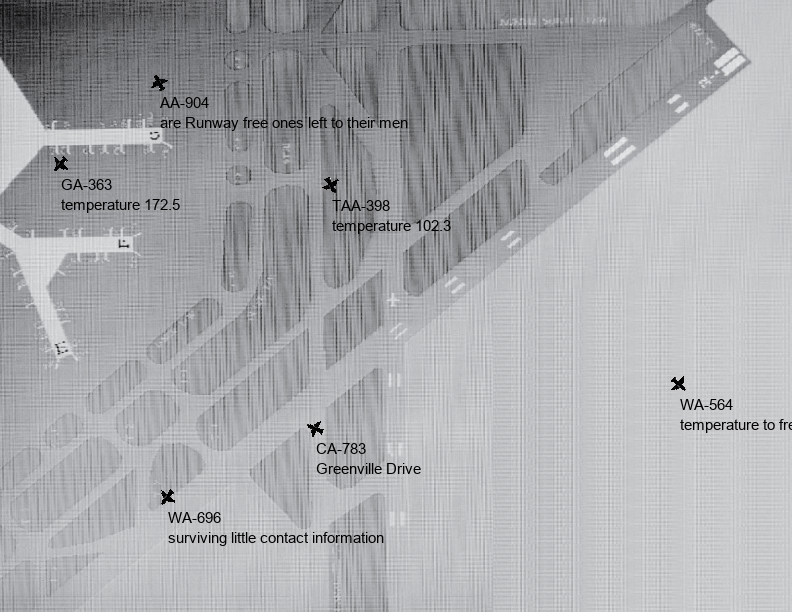 AA-904
are Runway free ones left to their men
GA-363
temperature 172.5
TAA-398
temperature 102.3
WA-564
temperature to fre
CA-783
Greenville Drive
WA-696
surviving little contact information